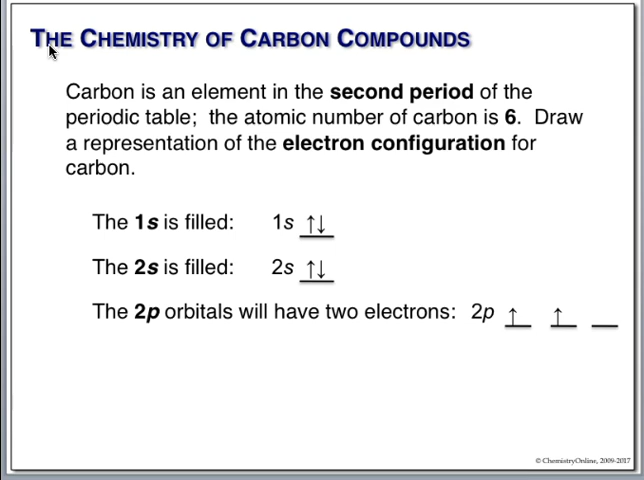 THE CHEMISTRY OF CARBON COMPOUNDS
Carbon is an element in the second period of the
periodic table;  the atomic number of carbon is 6.  Draw
a representation of the electron configuration for
carbon.
The 1s is filled: 1s ↑↓
The 2s is filled: 2s ↑↓
The 2p orbitals will have two electrons: 2p ↑ ↑ __
© ChemistryOnline, 2009-2017